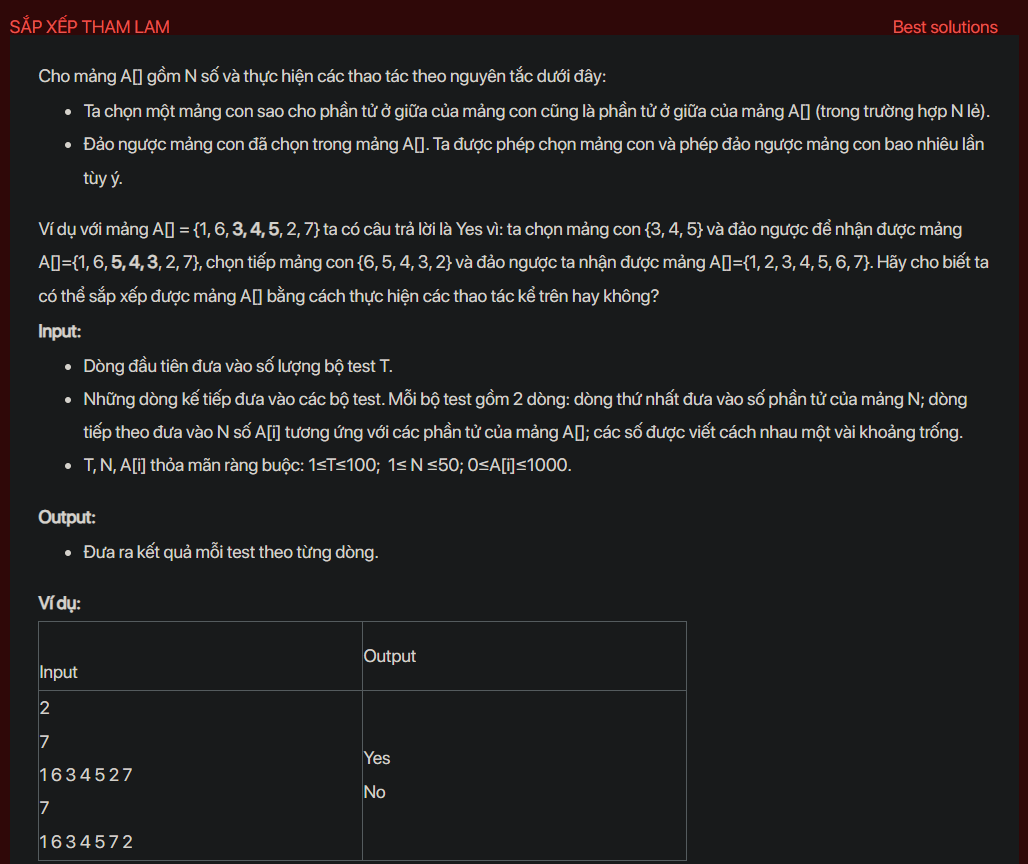 SẮP XẾP THAM LAM
Best solutions
Cho mảng A[] gồm N số và thực hiện các thao tác theo nguyên tắc dưới đây:
• Ta chọn một mảng con sao cho phần tử ở giữa của mảng con cũng là phần tử ở giữa của mảng A[] (trong trường hợp N lẻ).
• Đảo ngược mảng con đã chọn trong mảng A[]. Ta được phép chọn mảng con và phép đảo ngược mảng con bao nhiêu lần
tùy ý.
Ví dụ với mảng A[] = {1, 6, 3, 4, 5, 2, 7} ta có câu trả lời là Yes vì: ta chọn mảng con {3, 4, 5} và đảo ngược để nhận được mảng
A[]={1, 6, 5, 4, 3, 2, 7}, chọn tiếp mảng con {6, 5, 4, 3, 2} và đảo ngược ta nhận được mảng A[]={1, 2, 3, 4, 5, 6, 7}. Hãy cho biết ta
có thể sắp xếp được mảng A[] bằng cách thực hiện các thao tác kể trên hay không?
Input:
• Dòng đầu tiên đưa vào số lượng bộ test T.
• Những dòng kế tiếp đưa vào các bộ test. Mỗi bộ test gồm 2 dòng: dòng thứ nhất đưa vào số phần tử của mảng N; dòng
tiếp theo đưa vào N số A[i] tương ứng với các phần tử của mảng A[]; các số được viết cách nhau một vài khoảng trống.
• T, N, A[i] thỏa mãn ràng buộc: 1≤T≤100; 1≤ N ≤50; 0≤A[i]≤1000.
Output:
• Đưa ra kết quả mỗi test theo từng dòng.
Ví dụ:
Input
Output
2
7
1 6 3 4 5 2 7
7
1 6 3 4 5 7 2
Yes
No